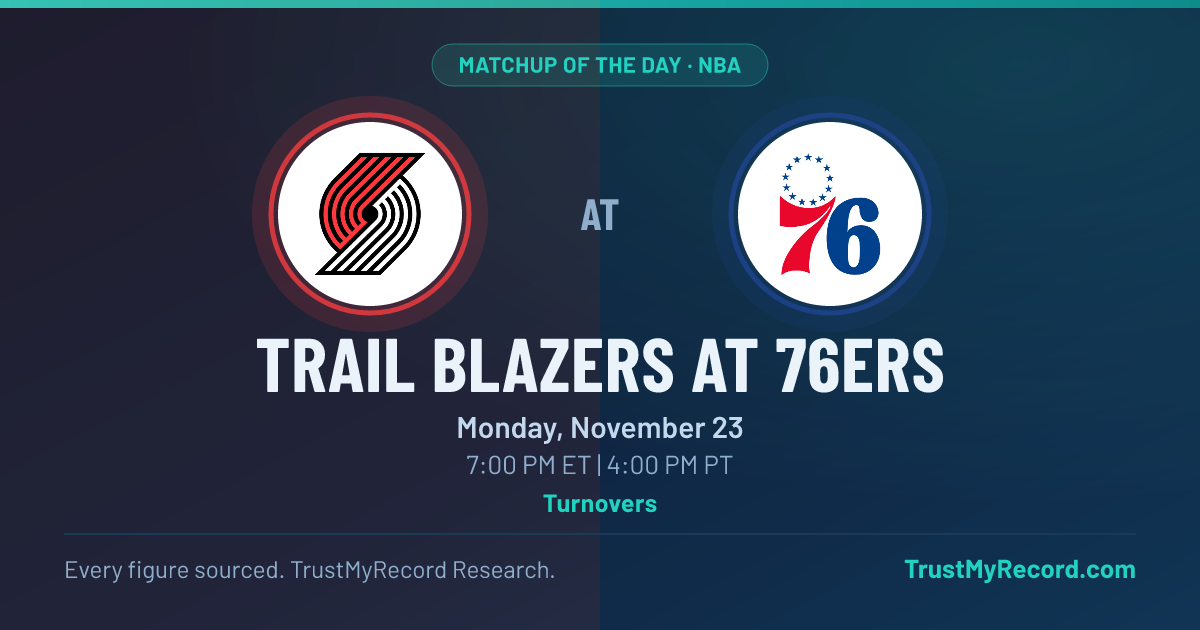 MATCHUP OF THE DAY · NBA
76
AT
TRAIL BLAZERS AT 76ERS
Monday, November 23
7:00 PM ET | 4:00 PM PT
Turnovers
Every figure sourced. TrustMyRecord Research.
TrustMyRecord.com